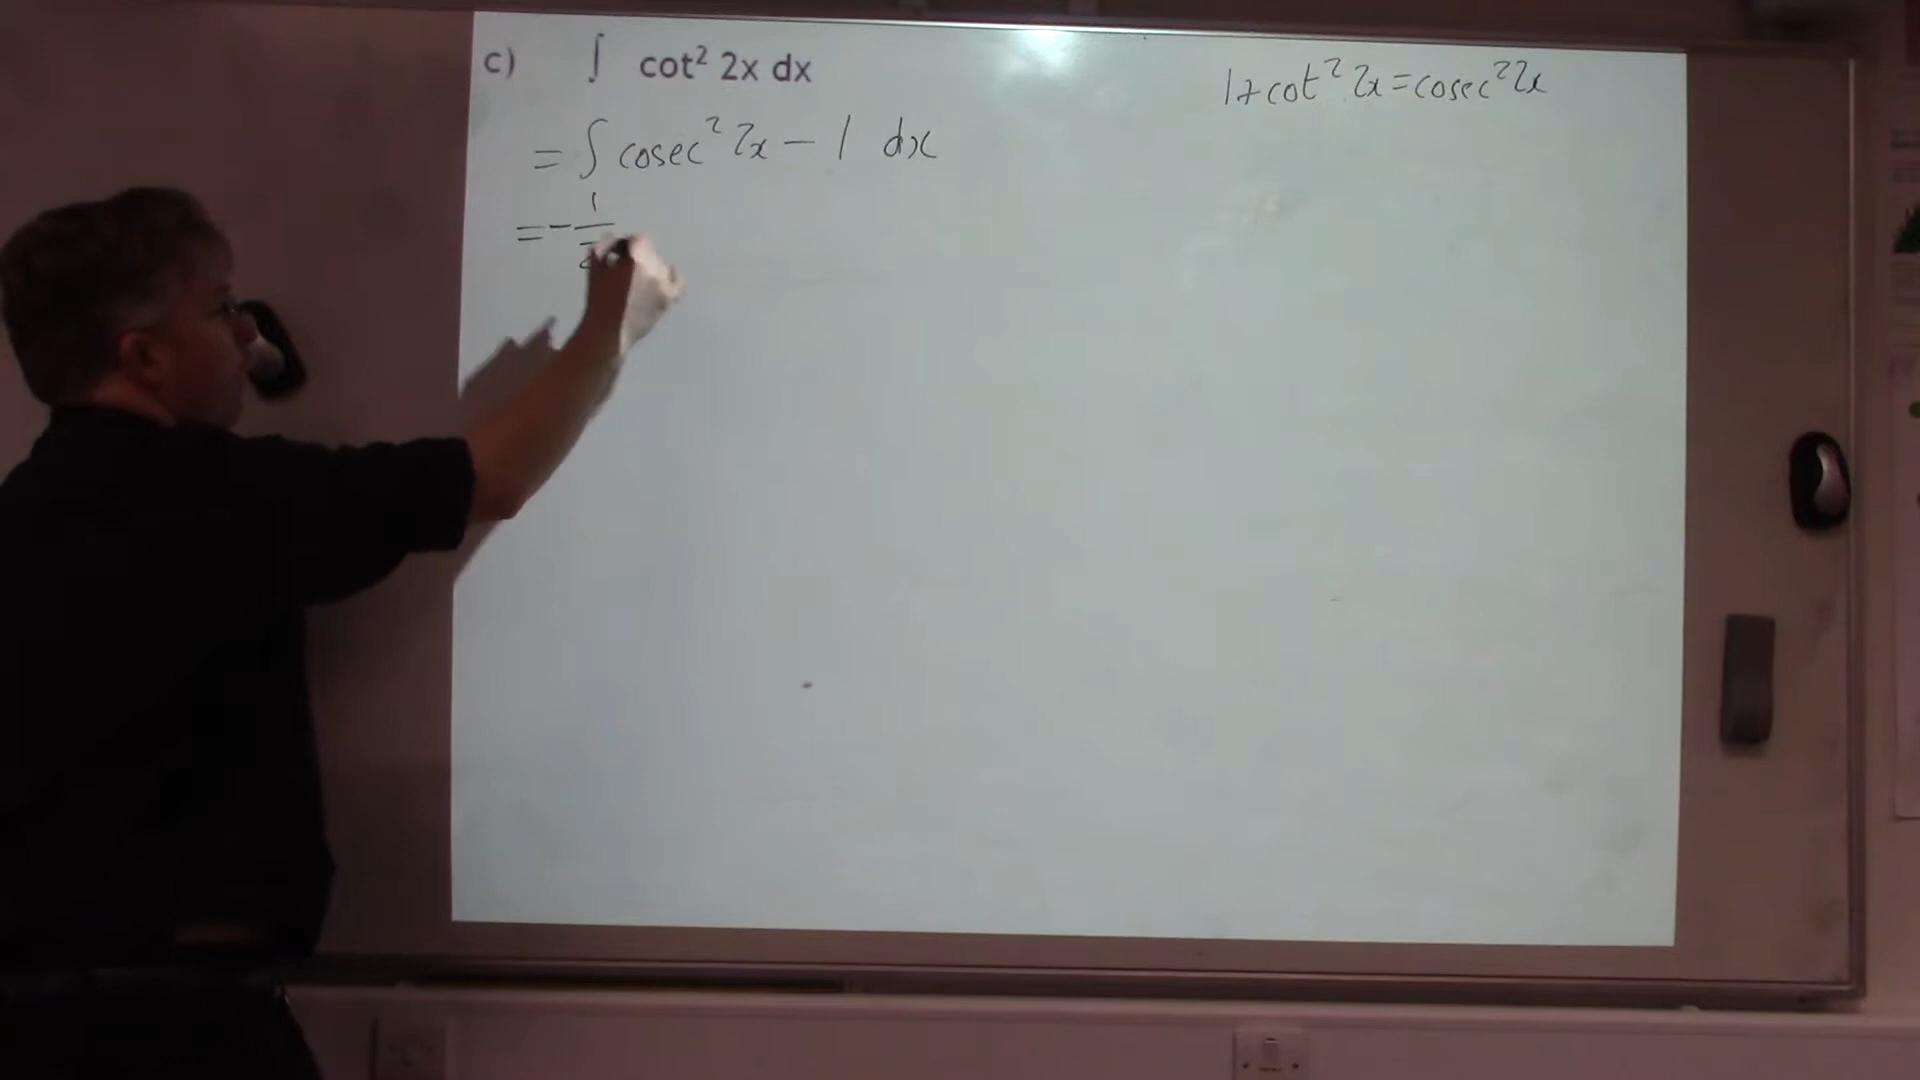 c) ∫ cot² 2x dx
1+cot² 2x=cosec² 2x
= ∫ cosec² 2x − 1 dx
= − 1/2